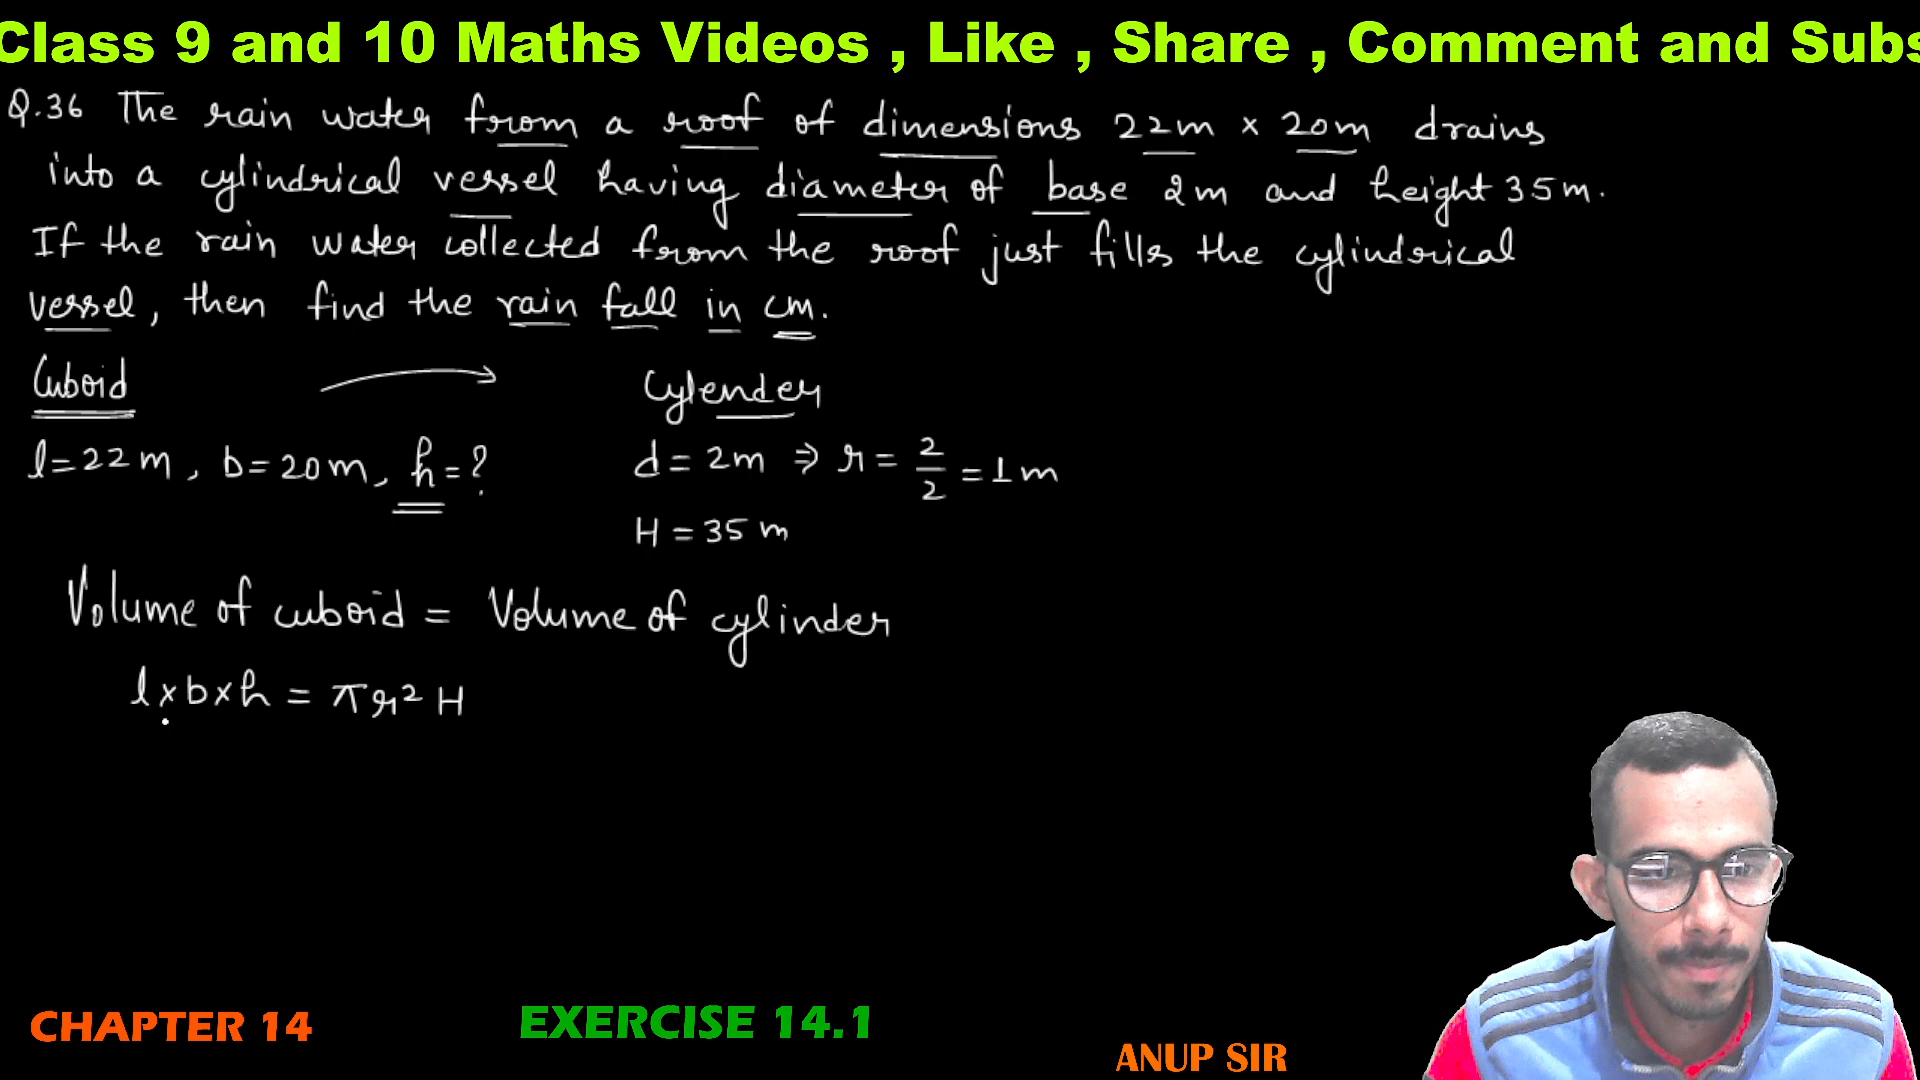 Class 9 and 10 Maths Videos , Like , Share , Comment and Subs
Q.36 The rain water from a roof of dimensions 22m × 20m drains
into a cylindrical vessel having diameter of base 2m and height 35m.
If the rain water collected from the roof just fills the cylindrical
vessel, then find the rain fall in cm.
Cuboid → Cylender
l=22m, b=20m, h=? d=2m ⇒ r=2/2=1m
H=35m
Volume of cuboid = Volume of cylinder
l×b×h = πr²H
CHAPTER 14 EXERCISE 14.1
ANUP SIR